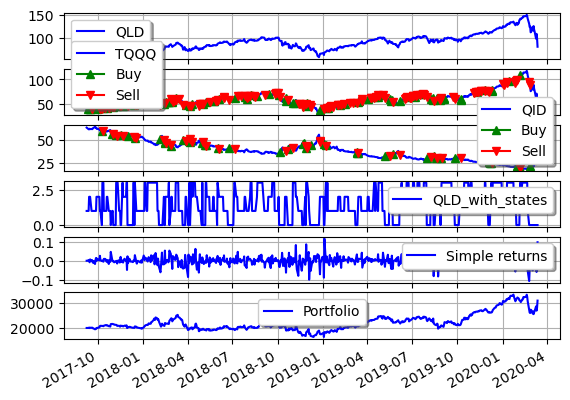 150
100
QLD
TQQQ
Buy
Sell
100
50
QID
Buy
Sell
50
25
2.5
0.0
QLD_with_states
0.1
0.0
−0.1
Simple returns
30000
20000
Portfolio
2017-10
2018-01
2018-04
2018-07
2018-10
2019-01
2019-04
2019-07
2019-10
2020-01
2020-04